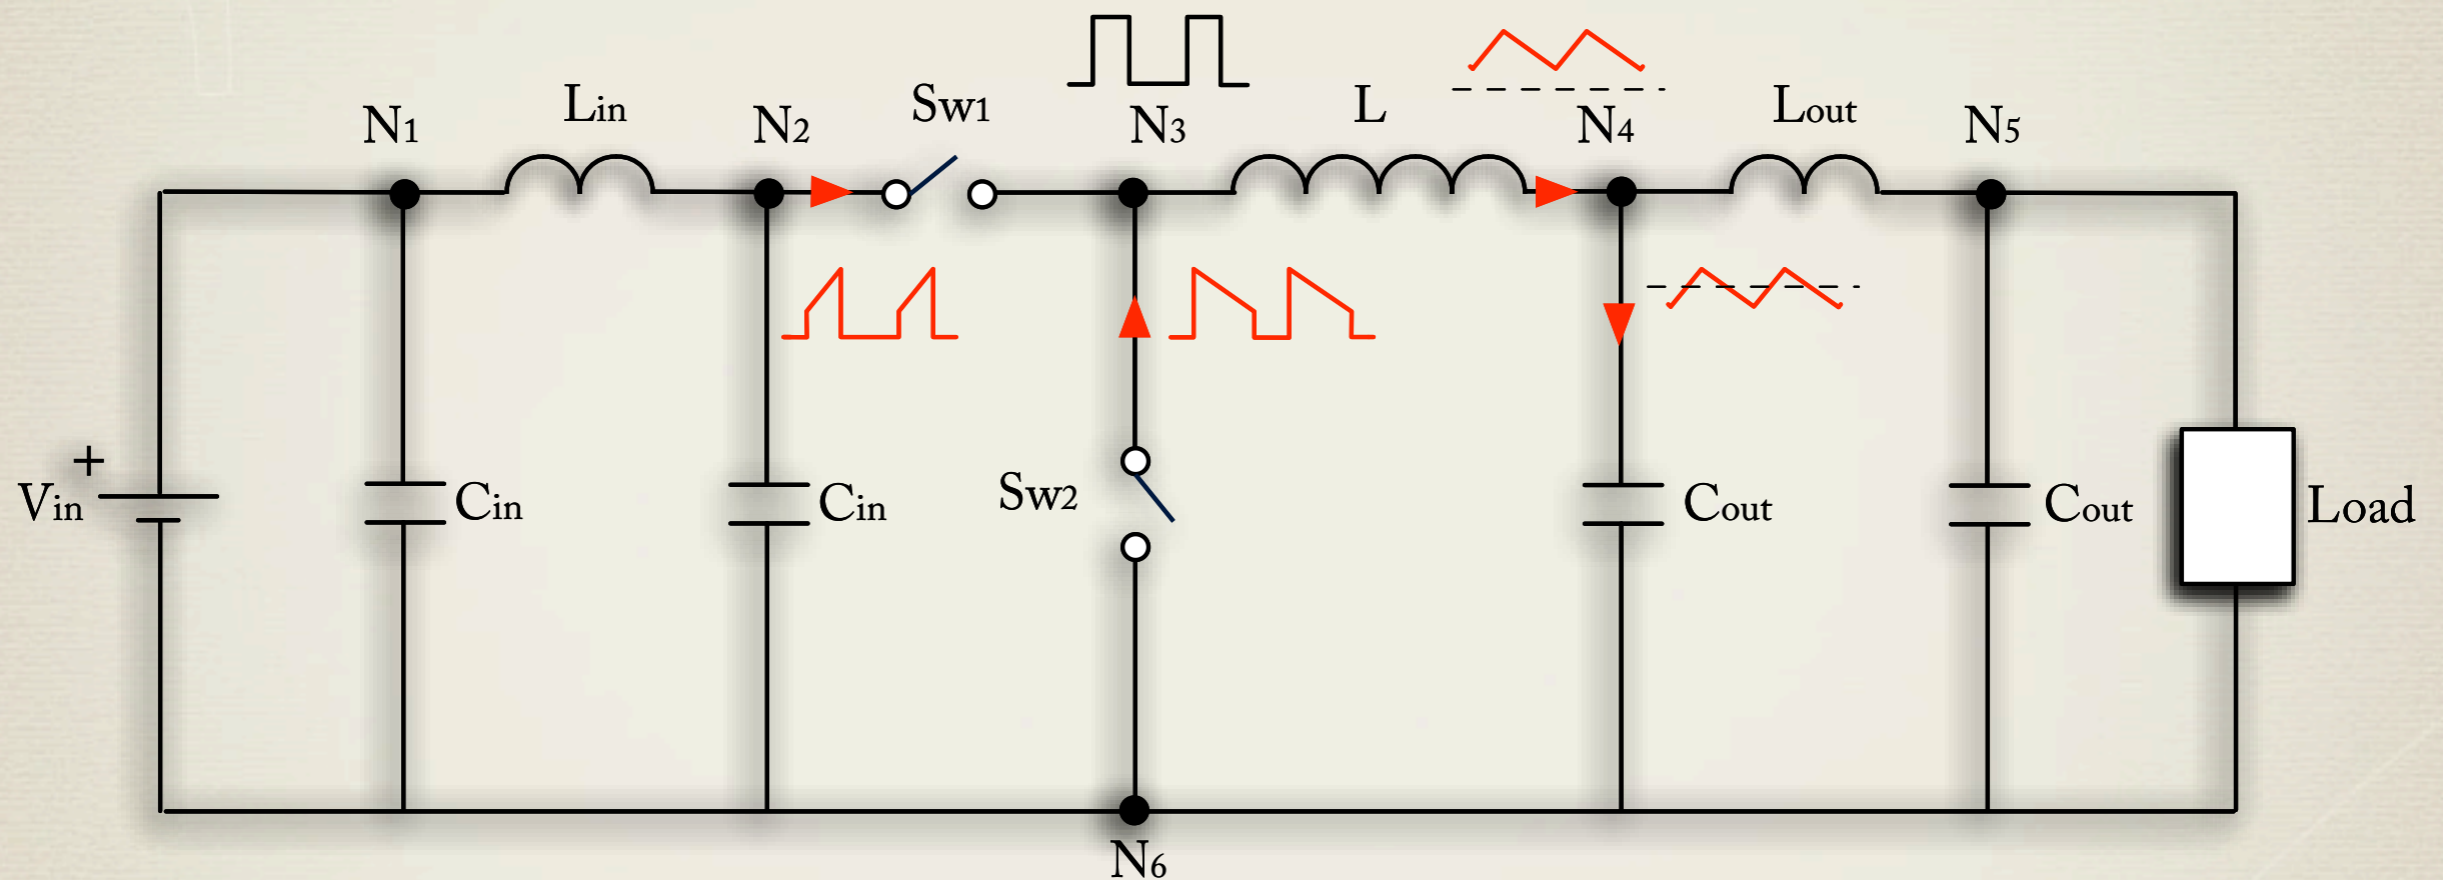 N1
Lin
N2
Sw1
N3
L
N4
Lout
N5
+
Vin
Cin
Cin
Sw2
Cout
Cout
Load
N6